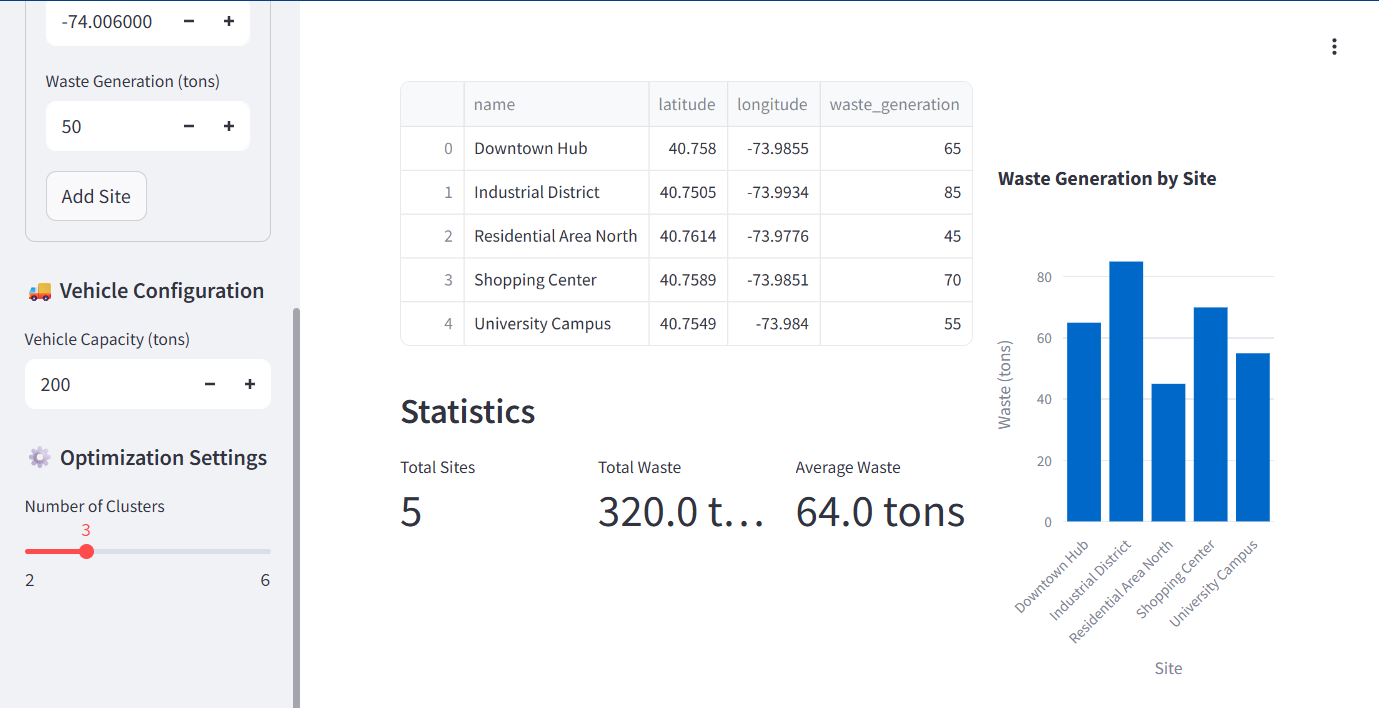 -74.006000 − +
Waste Generation (tons)
50 − +
Add Site
Vehicle Configuration
Vehicle Capacity (tons)
200 − +
Optimization Settings
Number of Clusters
3
2 6
name latitude longitude waste_generation
0 Downtown Hub 40.758 -73.9855 65
1 Industrial District 40.7505 -73.9934 85
2 Residential Area North 40.7614 -73.9776 45
3 Shopping Center 40.7589 -73.9851 70
4 University Campus 40.7549 -73.984 55
Statistics
Total Sites Total Waste Average Waste
5 320.0 t… 64.0 tons
Waste Generation by Site
Waste (tons)
80
60
40
20
0
Downtown Hub
Industrial District
Residential Area North
Shopping Center
University Campus
Site